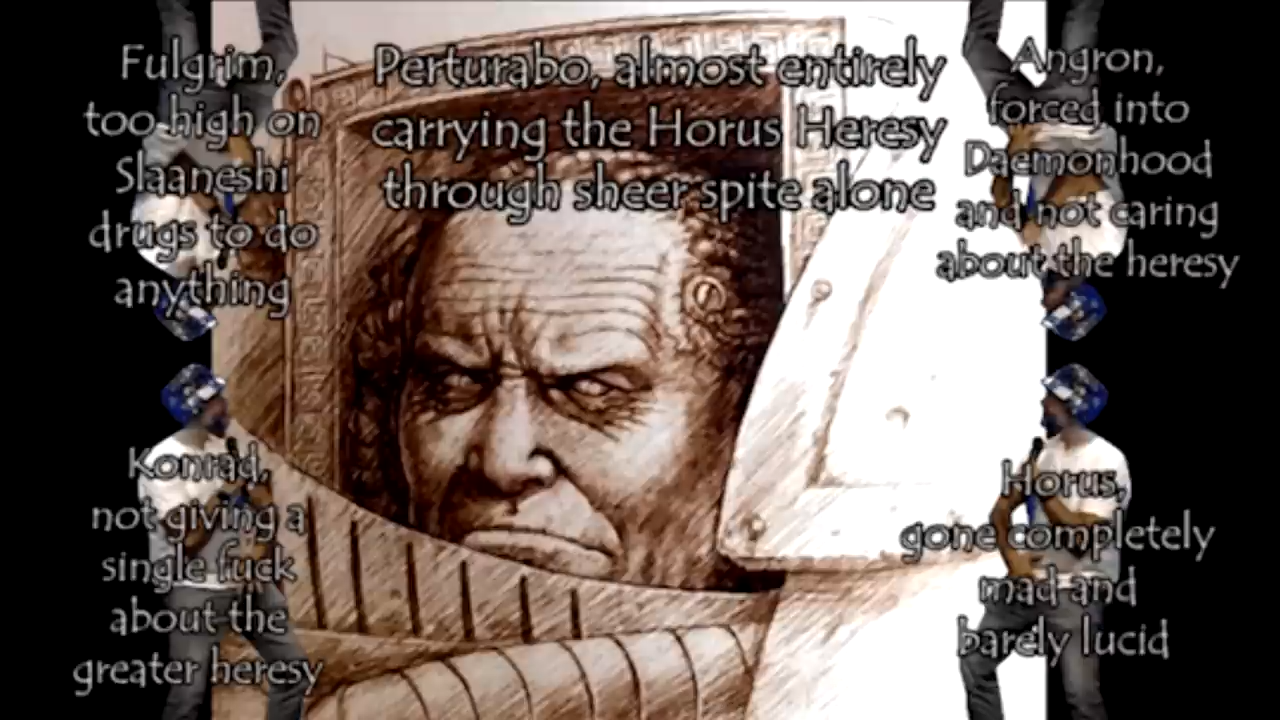 Fulgrim,
too high on
Slaaneshi
drugs to do
anything
Perturabo, almost entirely
carrying the Horus Heresy
through sheer spite alone
Angron,
forced into
Daemonhood
and not caring
about the heresy
Konrad,
not giving a
single fuck
about the
greater heresy
Horus,
gone completely
mad and
barely lucid